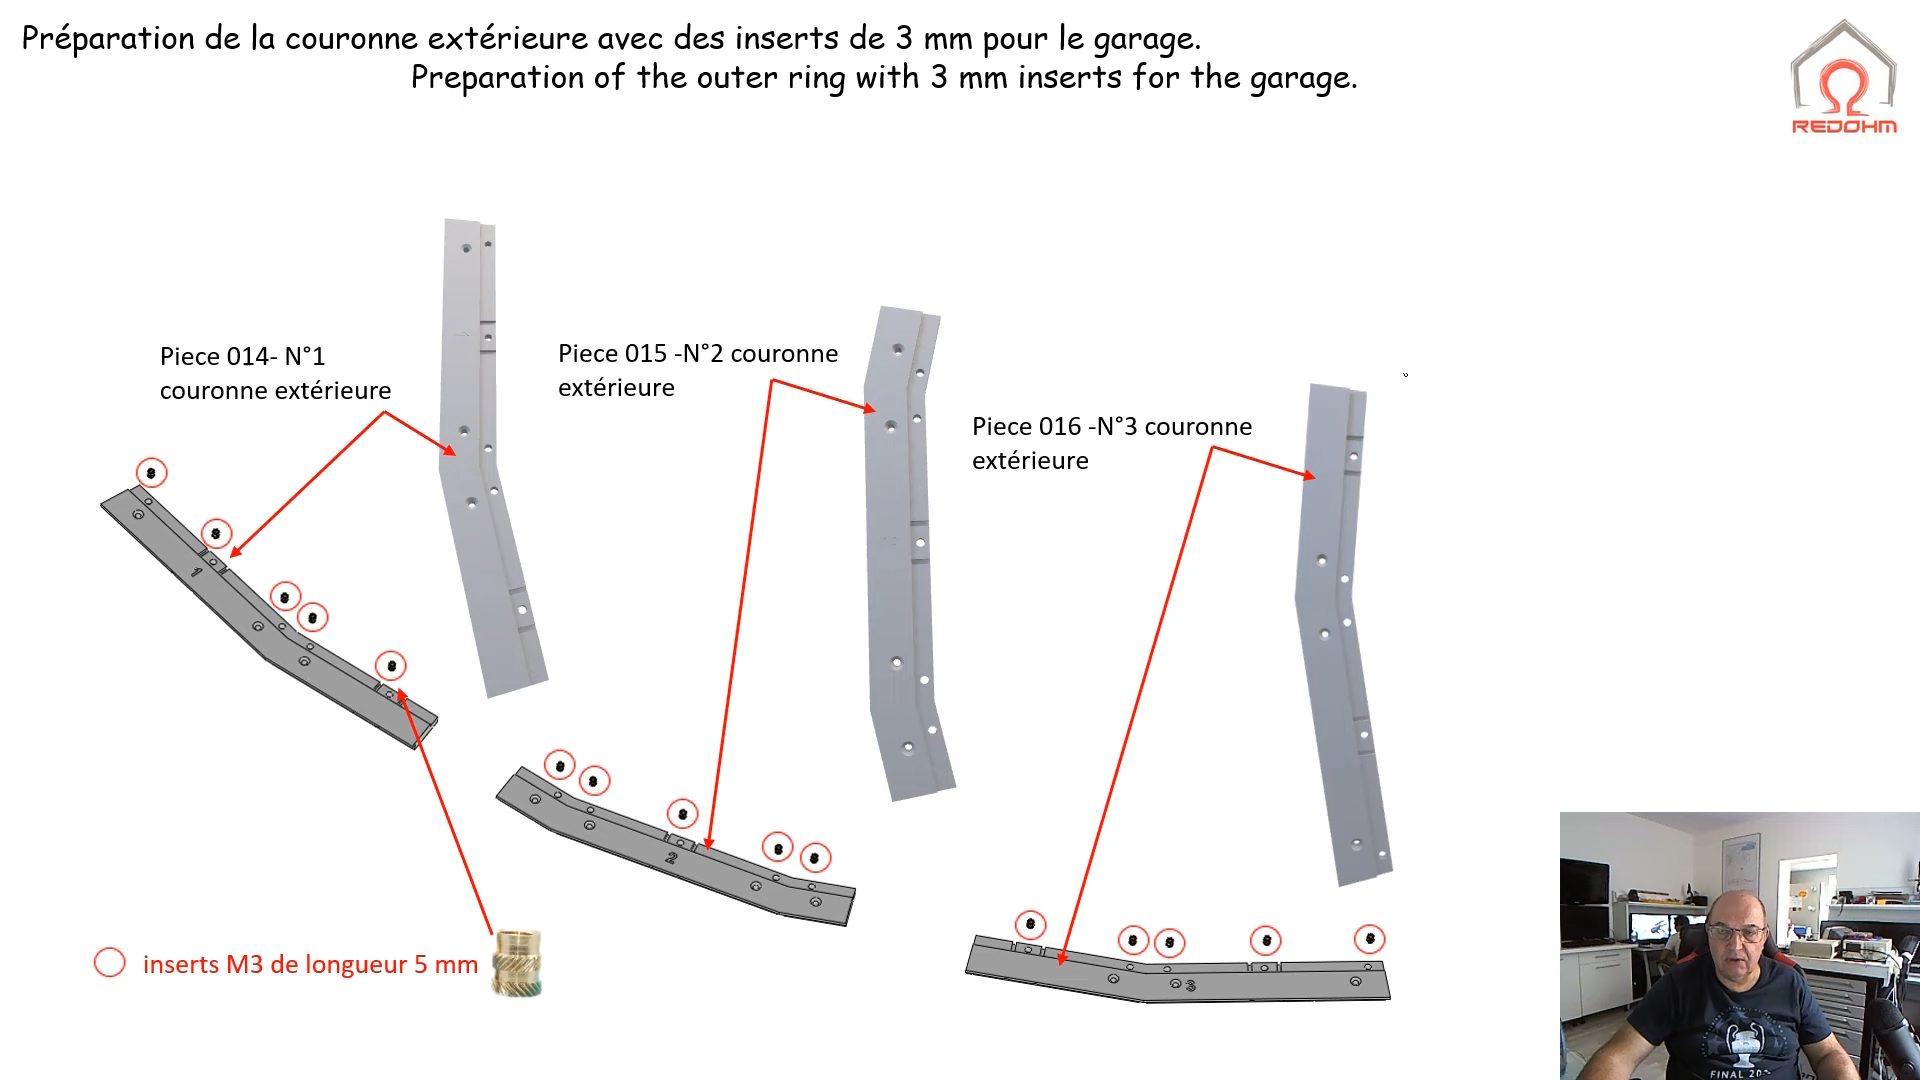 Préparation de la couronne extérieure avec des inserts de 3 mm pour le garage.
Preparation of the outer ring with 3 mm inserts for the garage.
REDOHM
Piece 014- N°1
couronne extérieure
Piece 015 -N°2 couronne
extérieure
Piece 016 -N°3 couronne
extérieure
1
2
3
inserts M3 de longueur 5 mm
FINAL